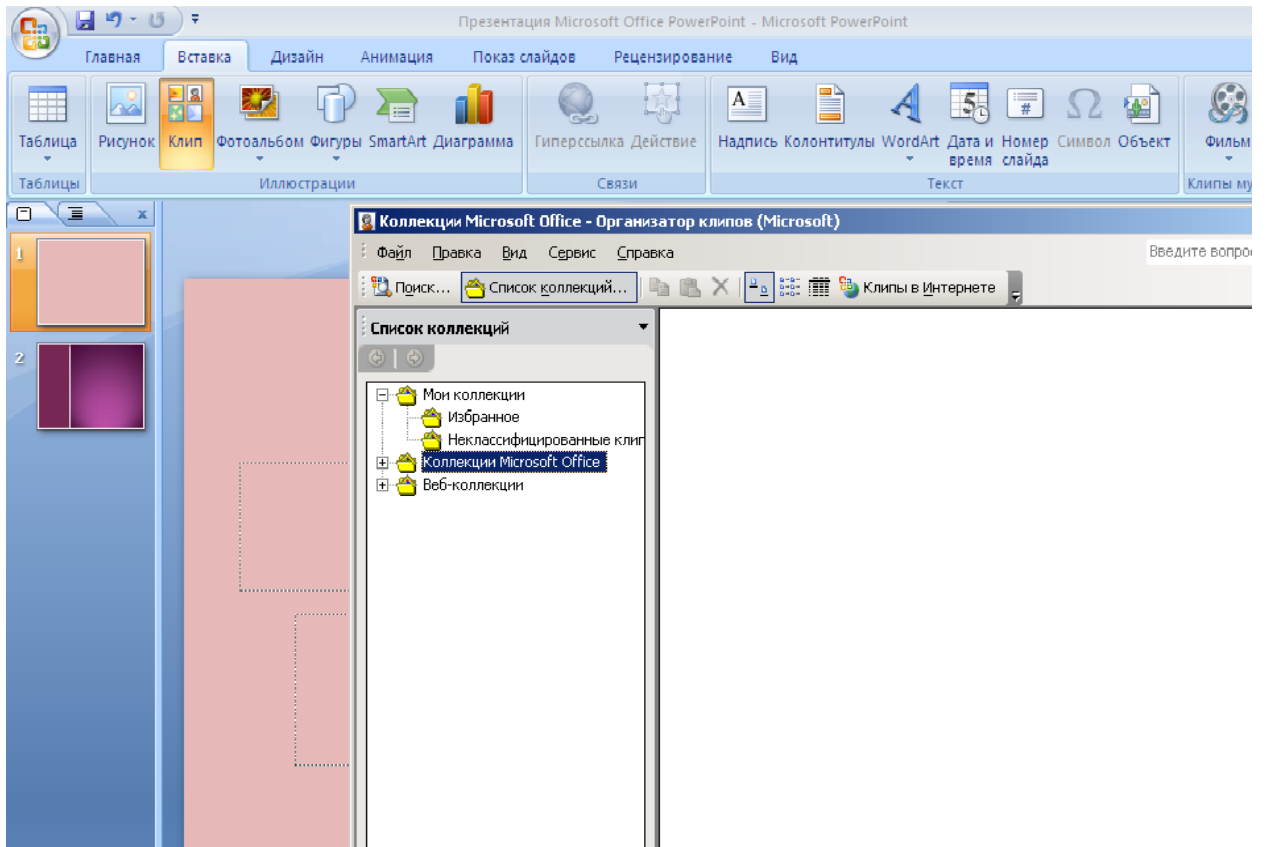 Презентация Microsoft Office PowerPoint - Microsoft PowerPoint
Главная Вставка Дизайн Анимация Показ слайдов Рецензирование Вид
Таблица Рисунок Клип Фотоальбом Фигуры SmartArt Диаграмма Гиперссылка Действие Надпись Колонтитулы WordArt Дата и время Номер слайда Символ Объект Фильм
Таблицы Иллюстрации Связи Текст Клипы му
1
2
Коллекции Microsoft Office - Организатор клипов (Microsoft)
Файл Правка Вид Сервис Справка Введите вопро
Поиск... Список коллекций... Клипы в Интернете
Список коллекций
Мои коллекции
Избранное
Неклассифицированные клип
Коллекции Microsoft Office
Веб-коллекции